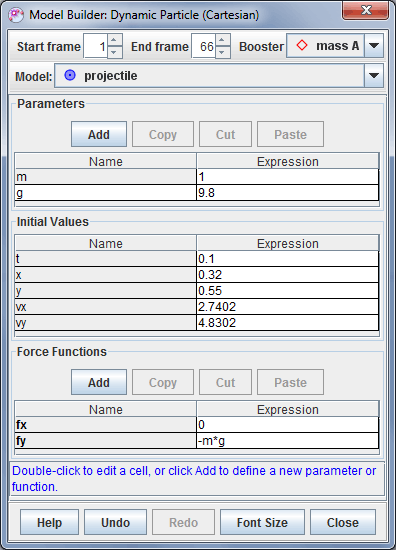 Model Builder: Dynamic Particle (Cartesian)
Start frame 1 End frame 66 Booster mass A
Model: projectile
Parameters
Add Copy Cut Paste
Name Expression
m 1
g 9.8
Initial Values
Name Expression
t 0.1
x 0.32
y 0.55
vx 2.7402
vy 4.8302
Force Functions
Add Copy Cut Paste
Name Expression
fx 0
fy -m*g
Double-click to edit a cell, or click Add to define a new parameter or
function.
Help Undo Redo Font Size Close